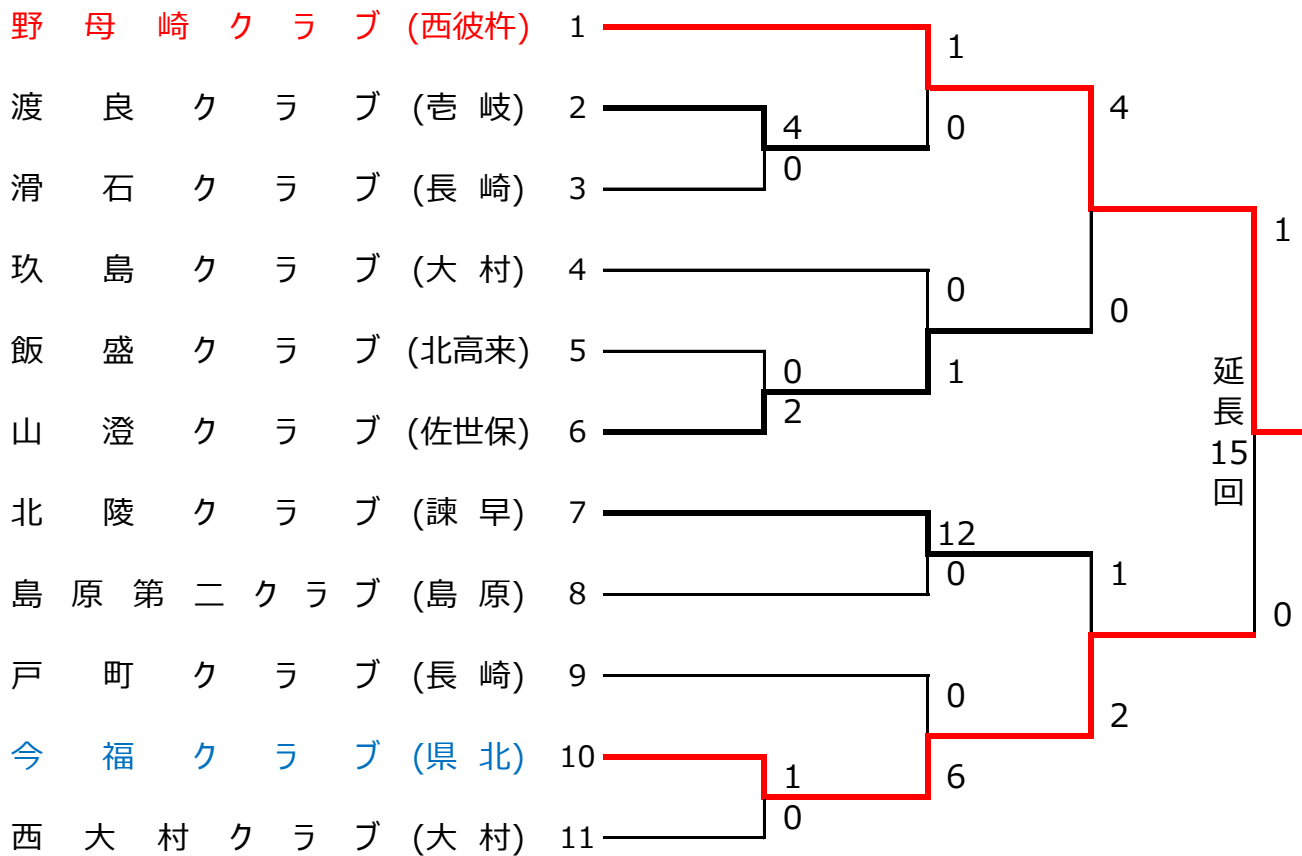 野母崎クラブ (西彼杵) 1
渡良クラブ (壱岐) 2
滑石クラブ (長崎) 3
玖島クラブ (大村) 4
飯盛クラブ (北高来) 5
山澄クラブ (佐世保) 6
北陵クラブ (諫早) 7
島原第二クラブ (島原) 8
戸町クラブ (長崎) 9
今福クラブ (県北) 10
西大村クラブ (大村) 11
4
0
0
2
1
0
1
0
0
1
12
0
0
6
4
0
1
2
1
0
延長15回